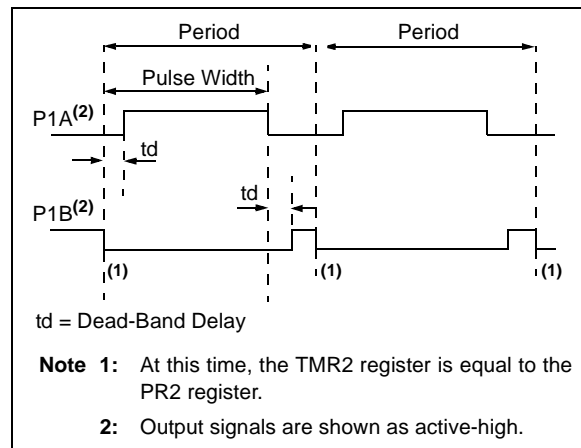 Period Period
Pulse Width
P1A(2)
td
td
P1B(2)
(1) (1) (1)
td = Dead-Band Delay
Note 1: At this time, the TMR2 register is equal to the
PR2 register.
2: Output signals are shown as active-high.